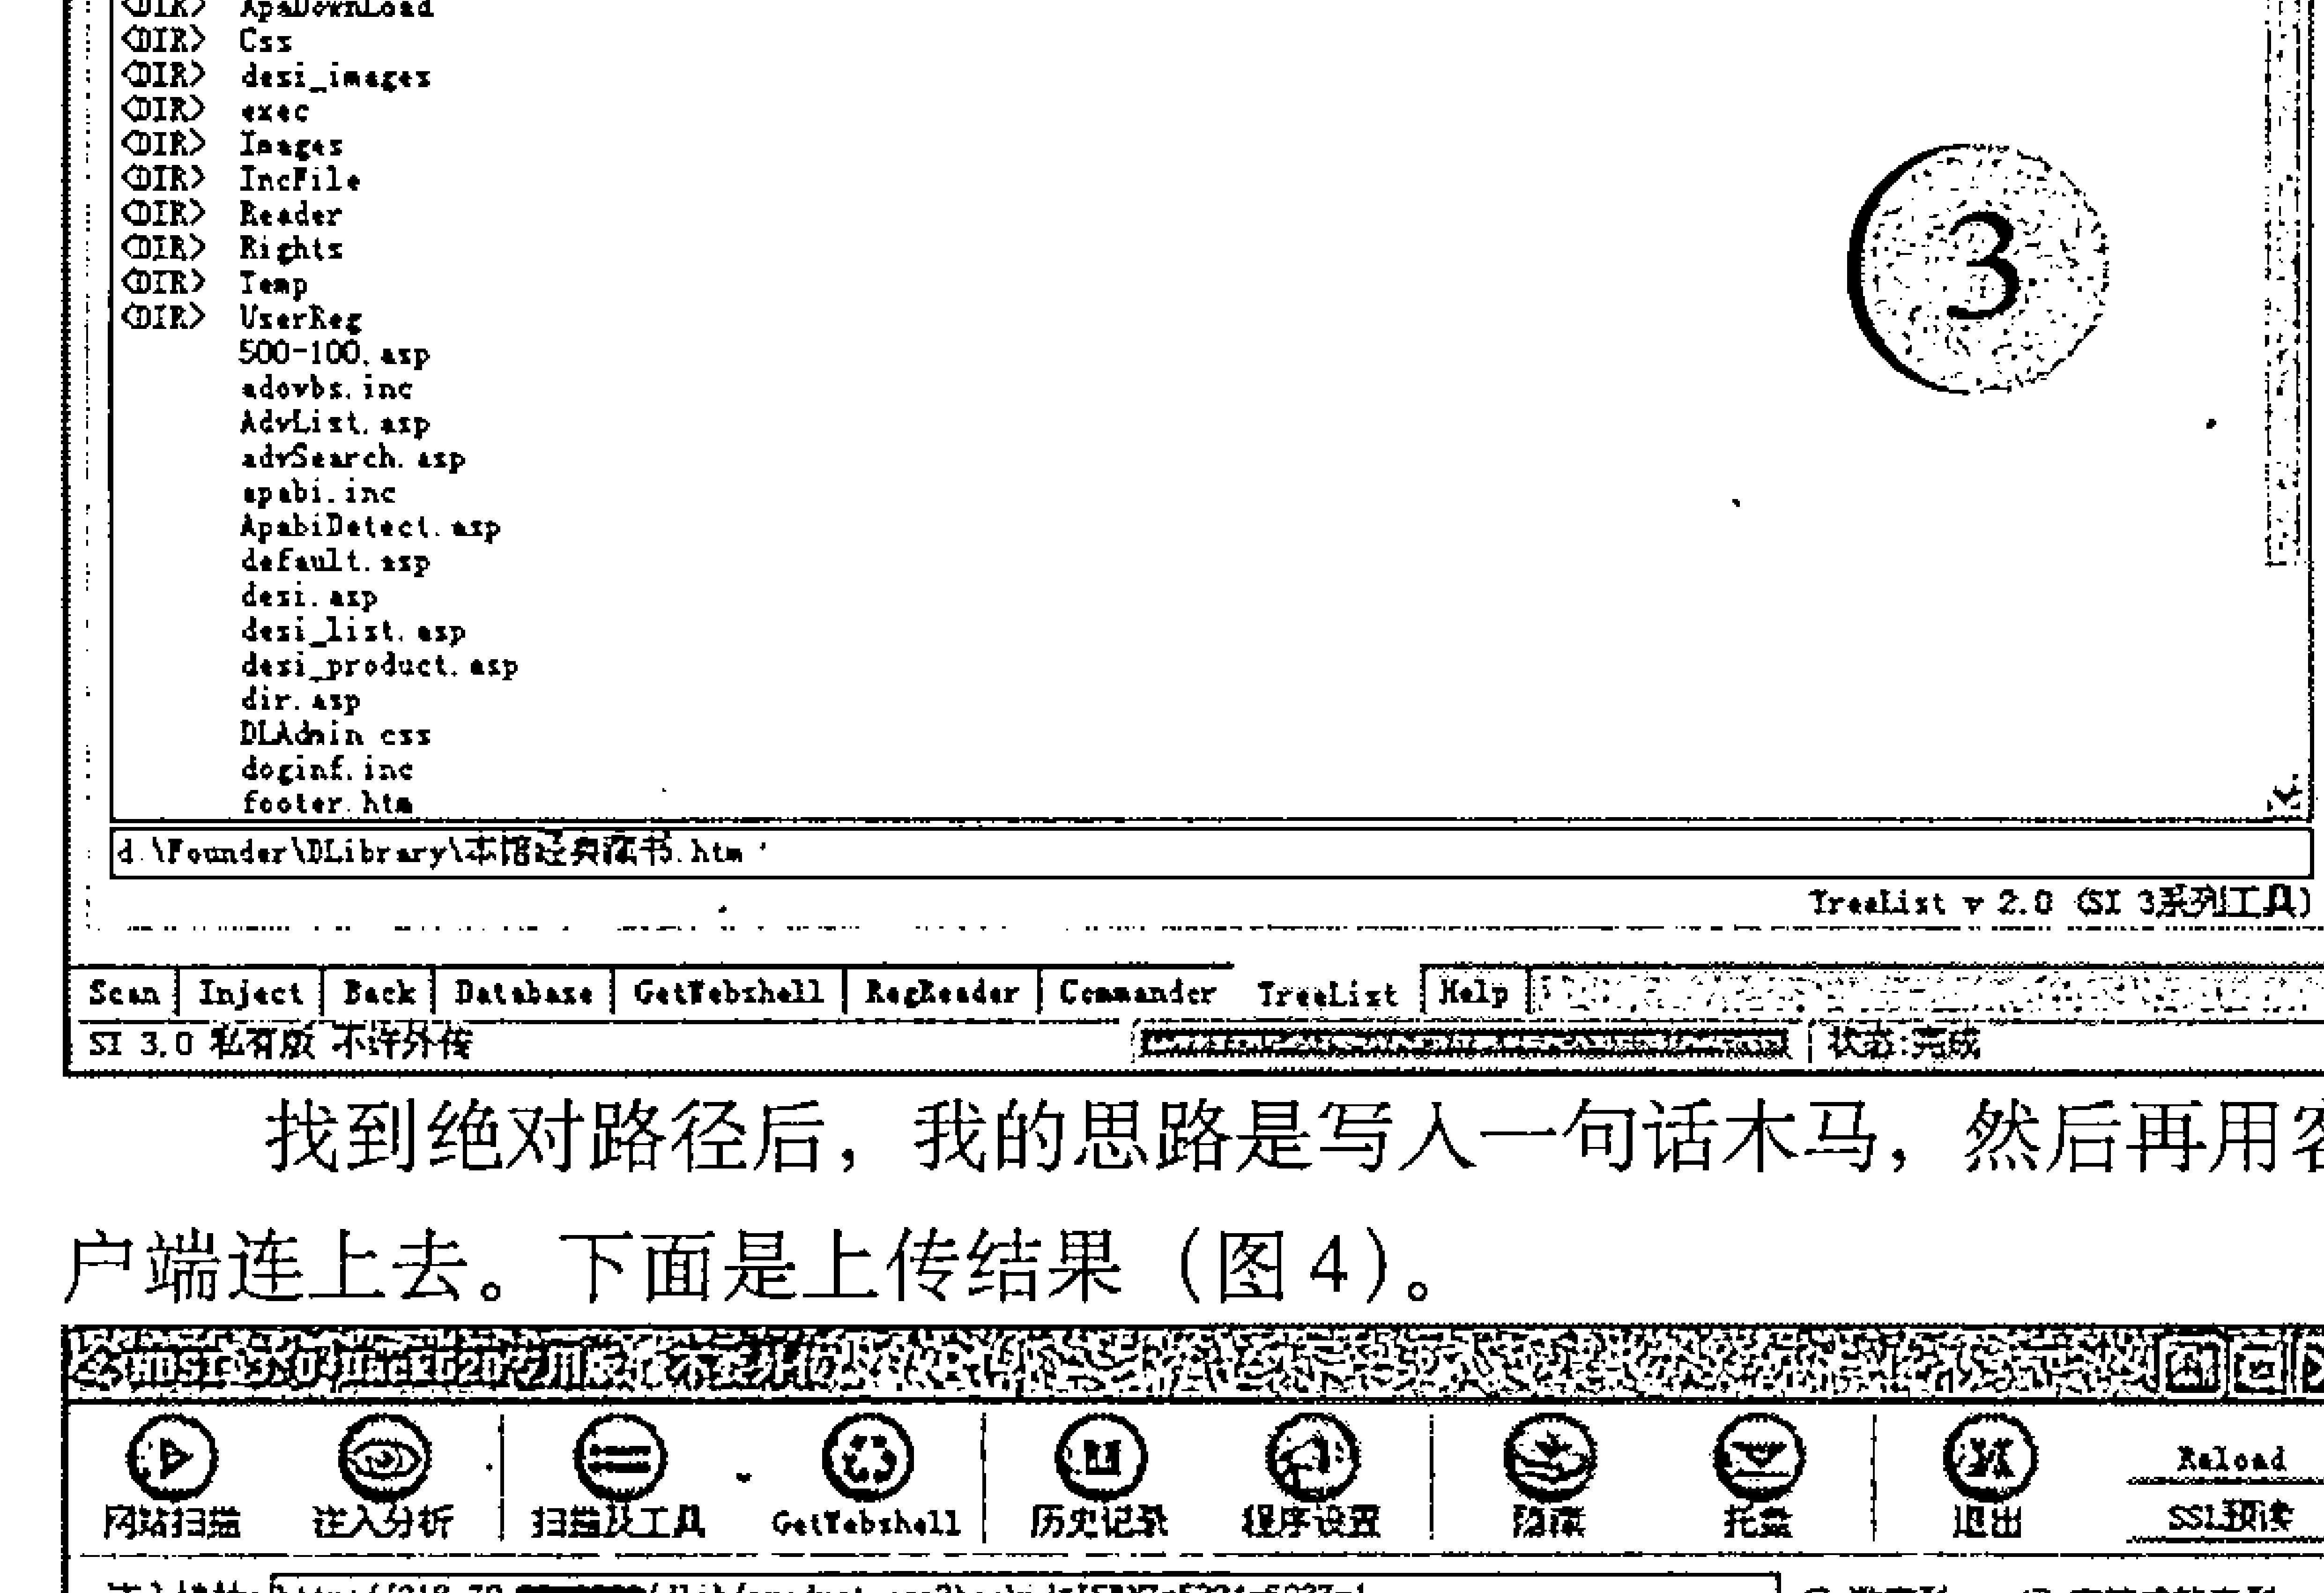 <DIR> ApaDownLoad
<DIR> Css
<DIR> desi_images
<DIR> exec
<DIR> Images
<DIR> IncFile
<DIR> Reader
<DIR> Rights
<DIR> Temp
<DIR> UserReg
500-100.asp
adovbs.inc
AdvList.asp
advSearch.asp
apabi.inc
ApabiDetect.asp
default.asp
desi.asp
desi_list.asp
desi_product.asp
dir.asp
DLAdmin.css
doginf.inc
footer.htm
3
d:\Founder\DLibrary\本馆经典藏书.htm
TreeList v 2.0 (SI 3系列工具)
Scan Inject Back Database GetWebshell RegReader Commander TreeList Help
SI 3.0 私有版 不许外传 状态:完成
找到绝对路径后，我的思路是写入一句话木马，然后再用客
户端连上去。下面是上传结果（图4）。
网站扫描 注入分析 扫描及工具 GetWebshell 历史记录 程序设置 隐藏 托盘 退出 Reload
SSL预读